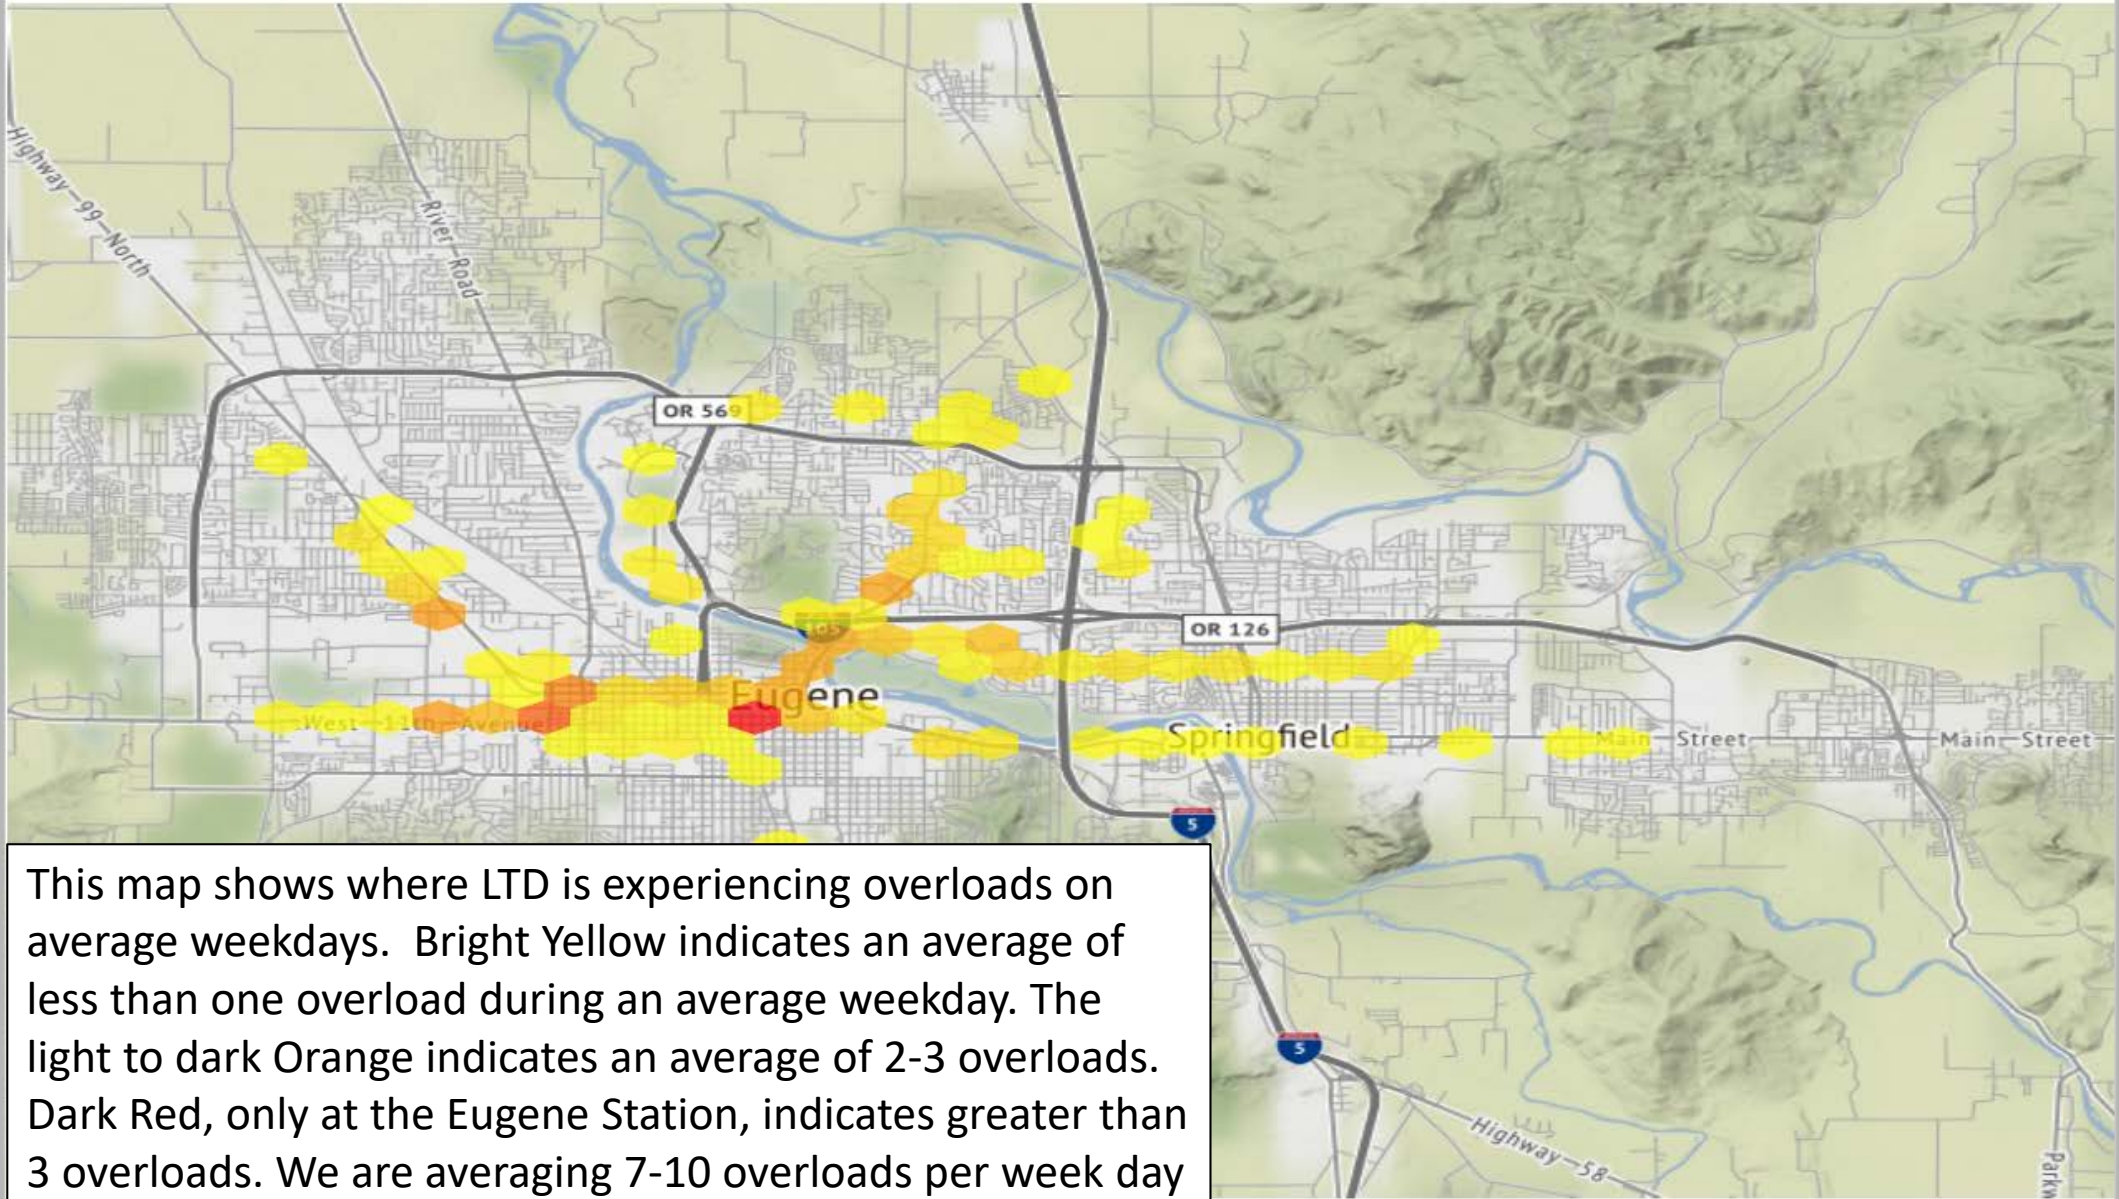 Highway 99 North
River Road
OR 569
OR 126
Eugene
West 11th Avenue
Springfield
Main Street
Main Street
5
This map shows where LTD is experiencing overloads on
average weekdays.  Bright Yellow indicates an average of
less than one overload during an average weekday. The
light to dark Orange indicates an average of 2-3 overloads.
Dark Red, only at the Eugene Station, indicates greater than
3 overloads. We are averaging 7-10 overloads per week day
5
Highway 58